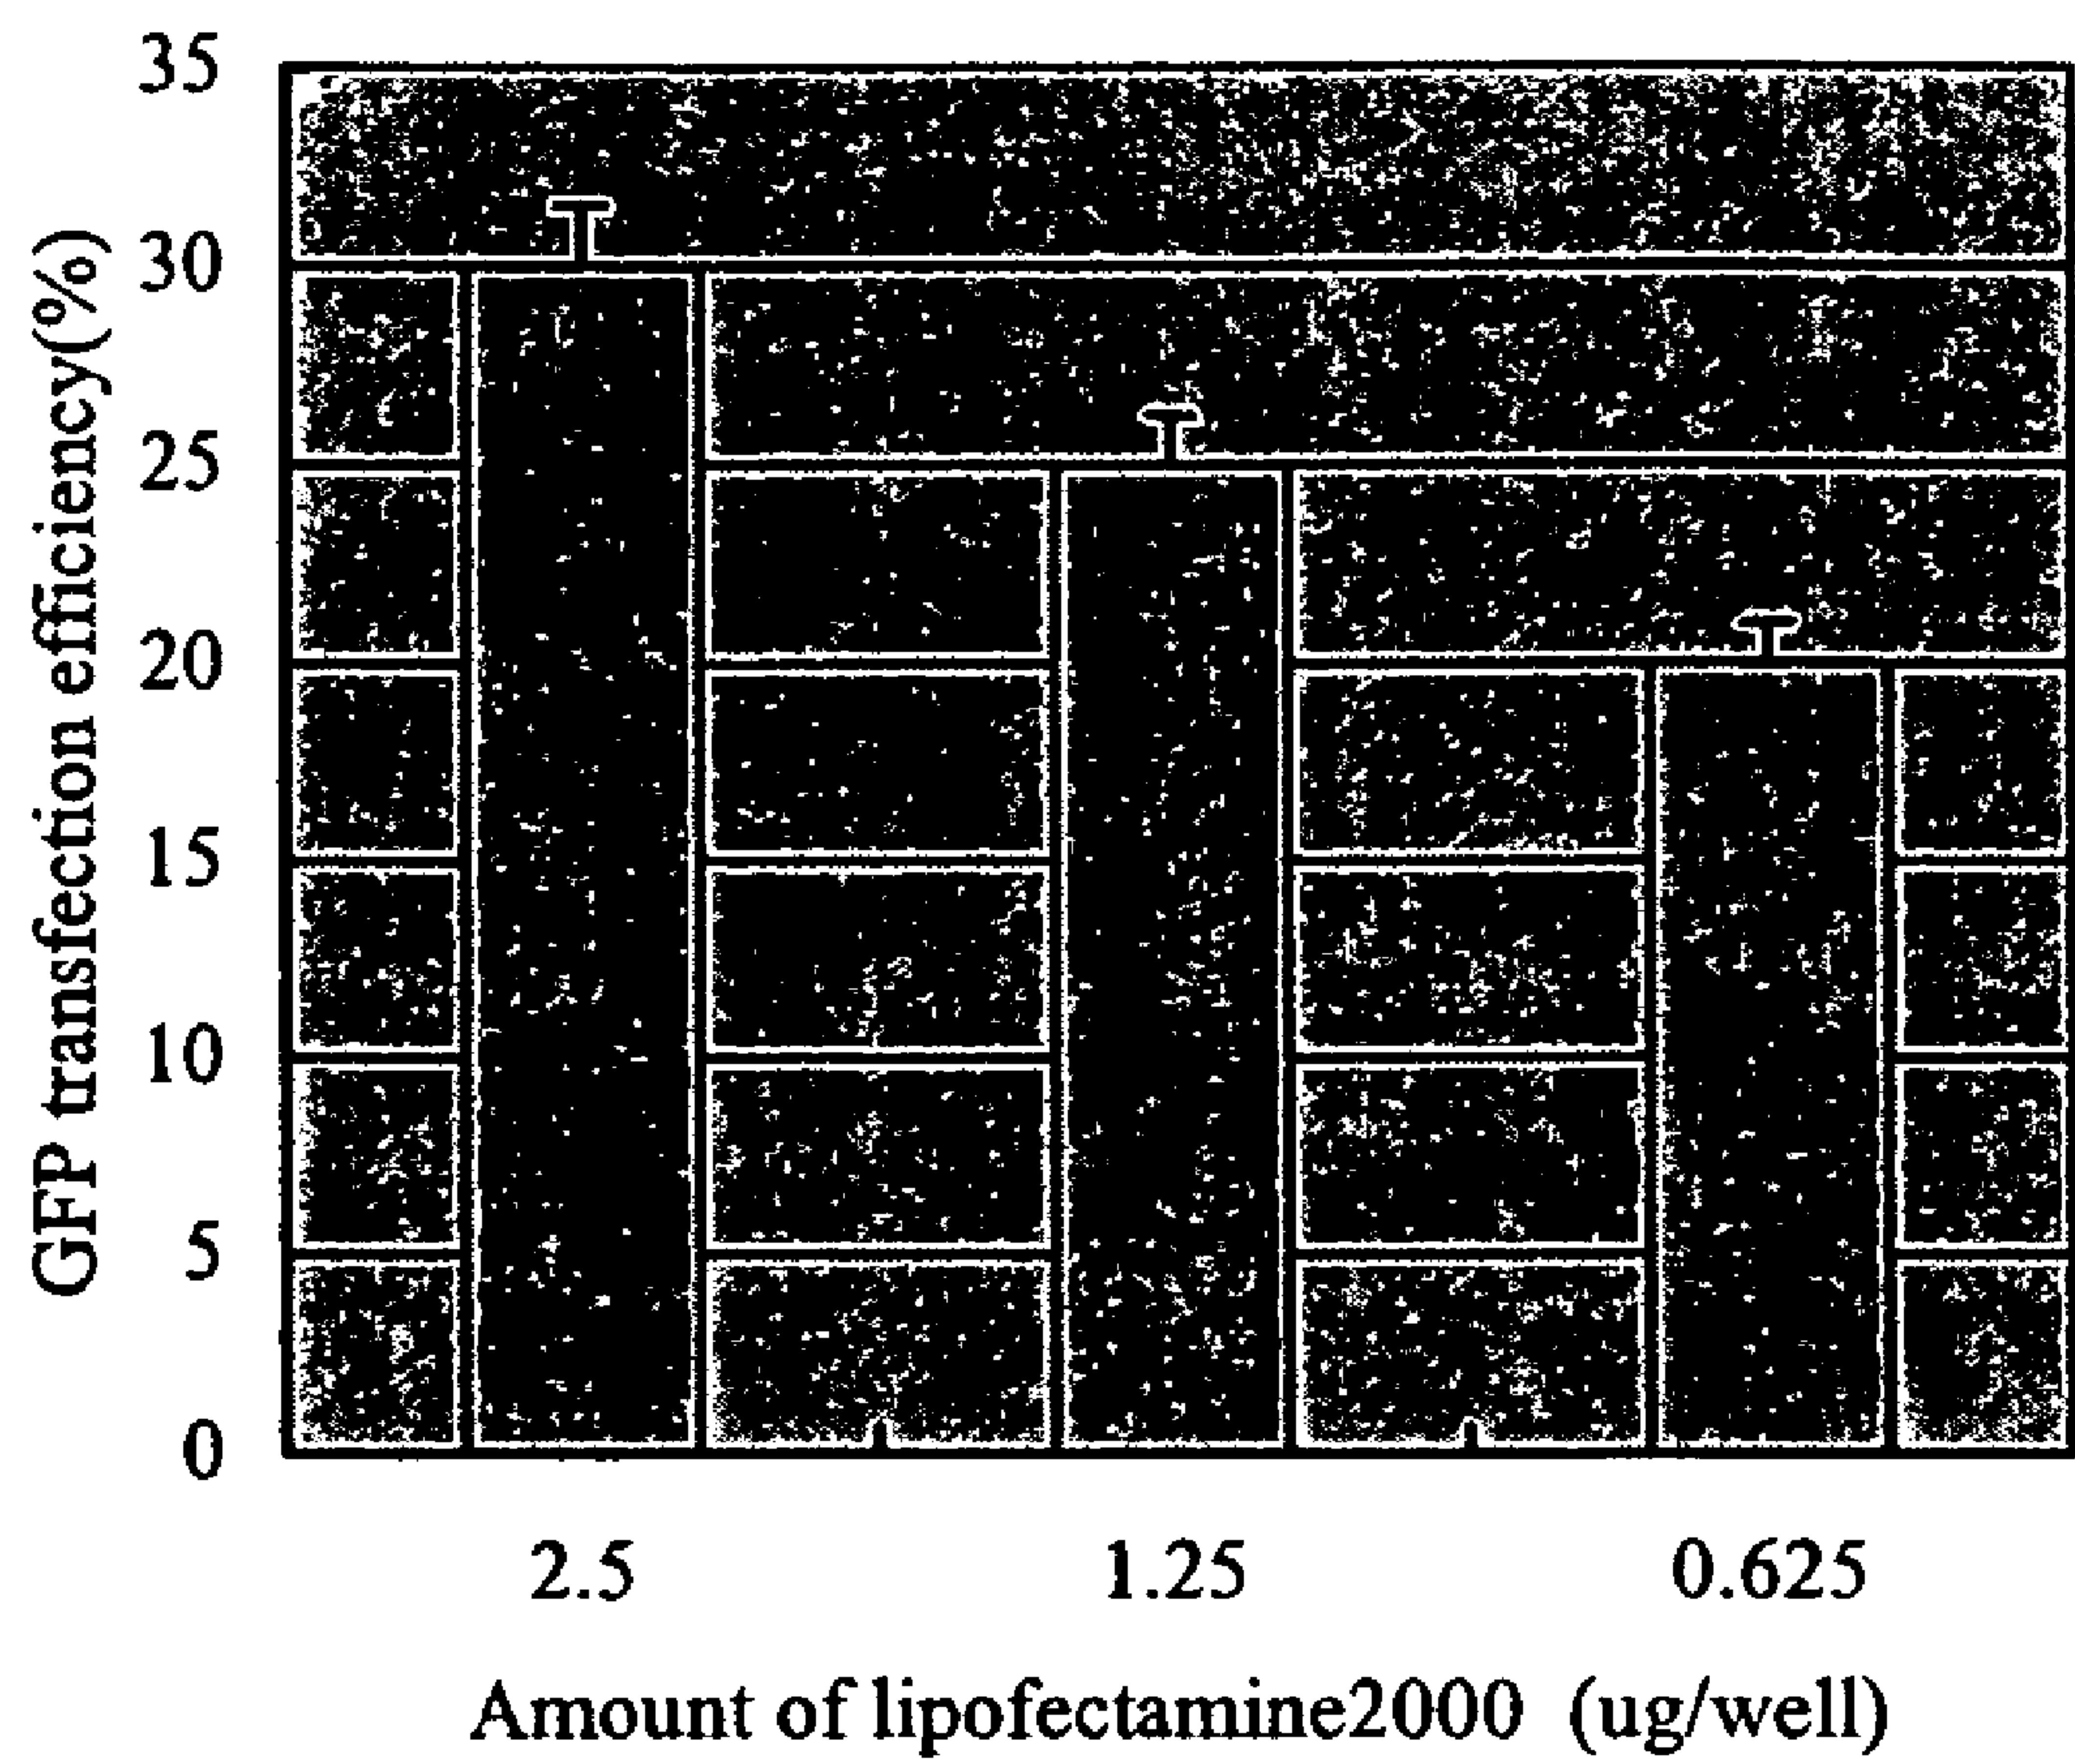 GFP transfection efficiency(%)
35
30
25
20
15
10
5
0
2.5 1.25 0.625
Amount of lipofectamine2000 (ug/well)